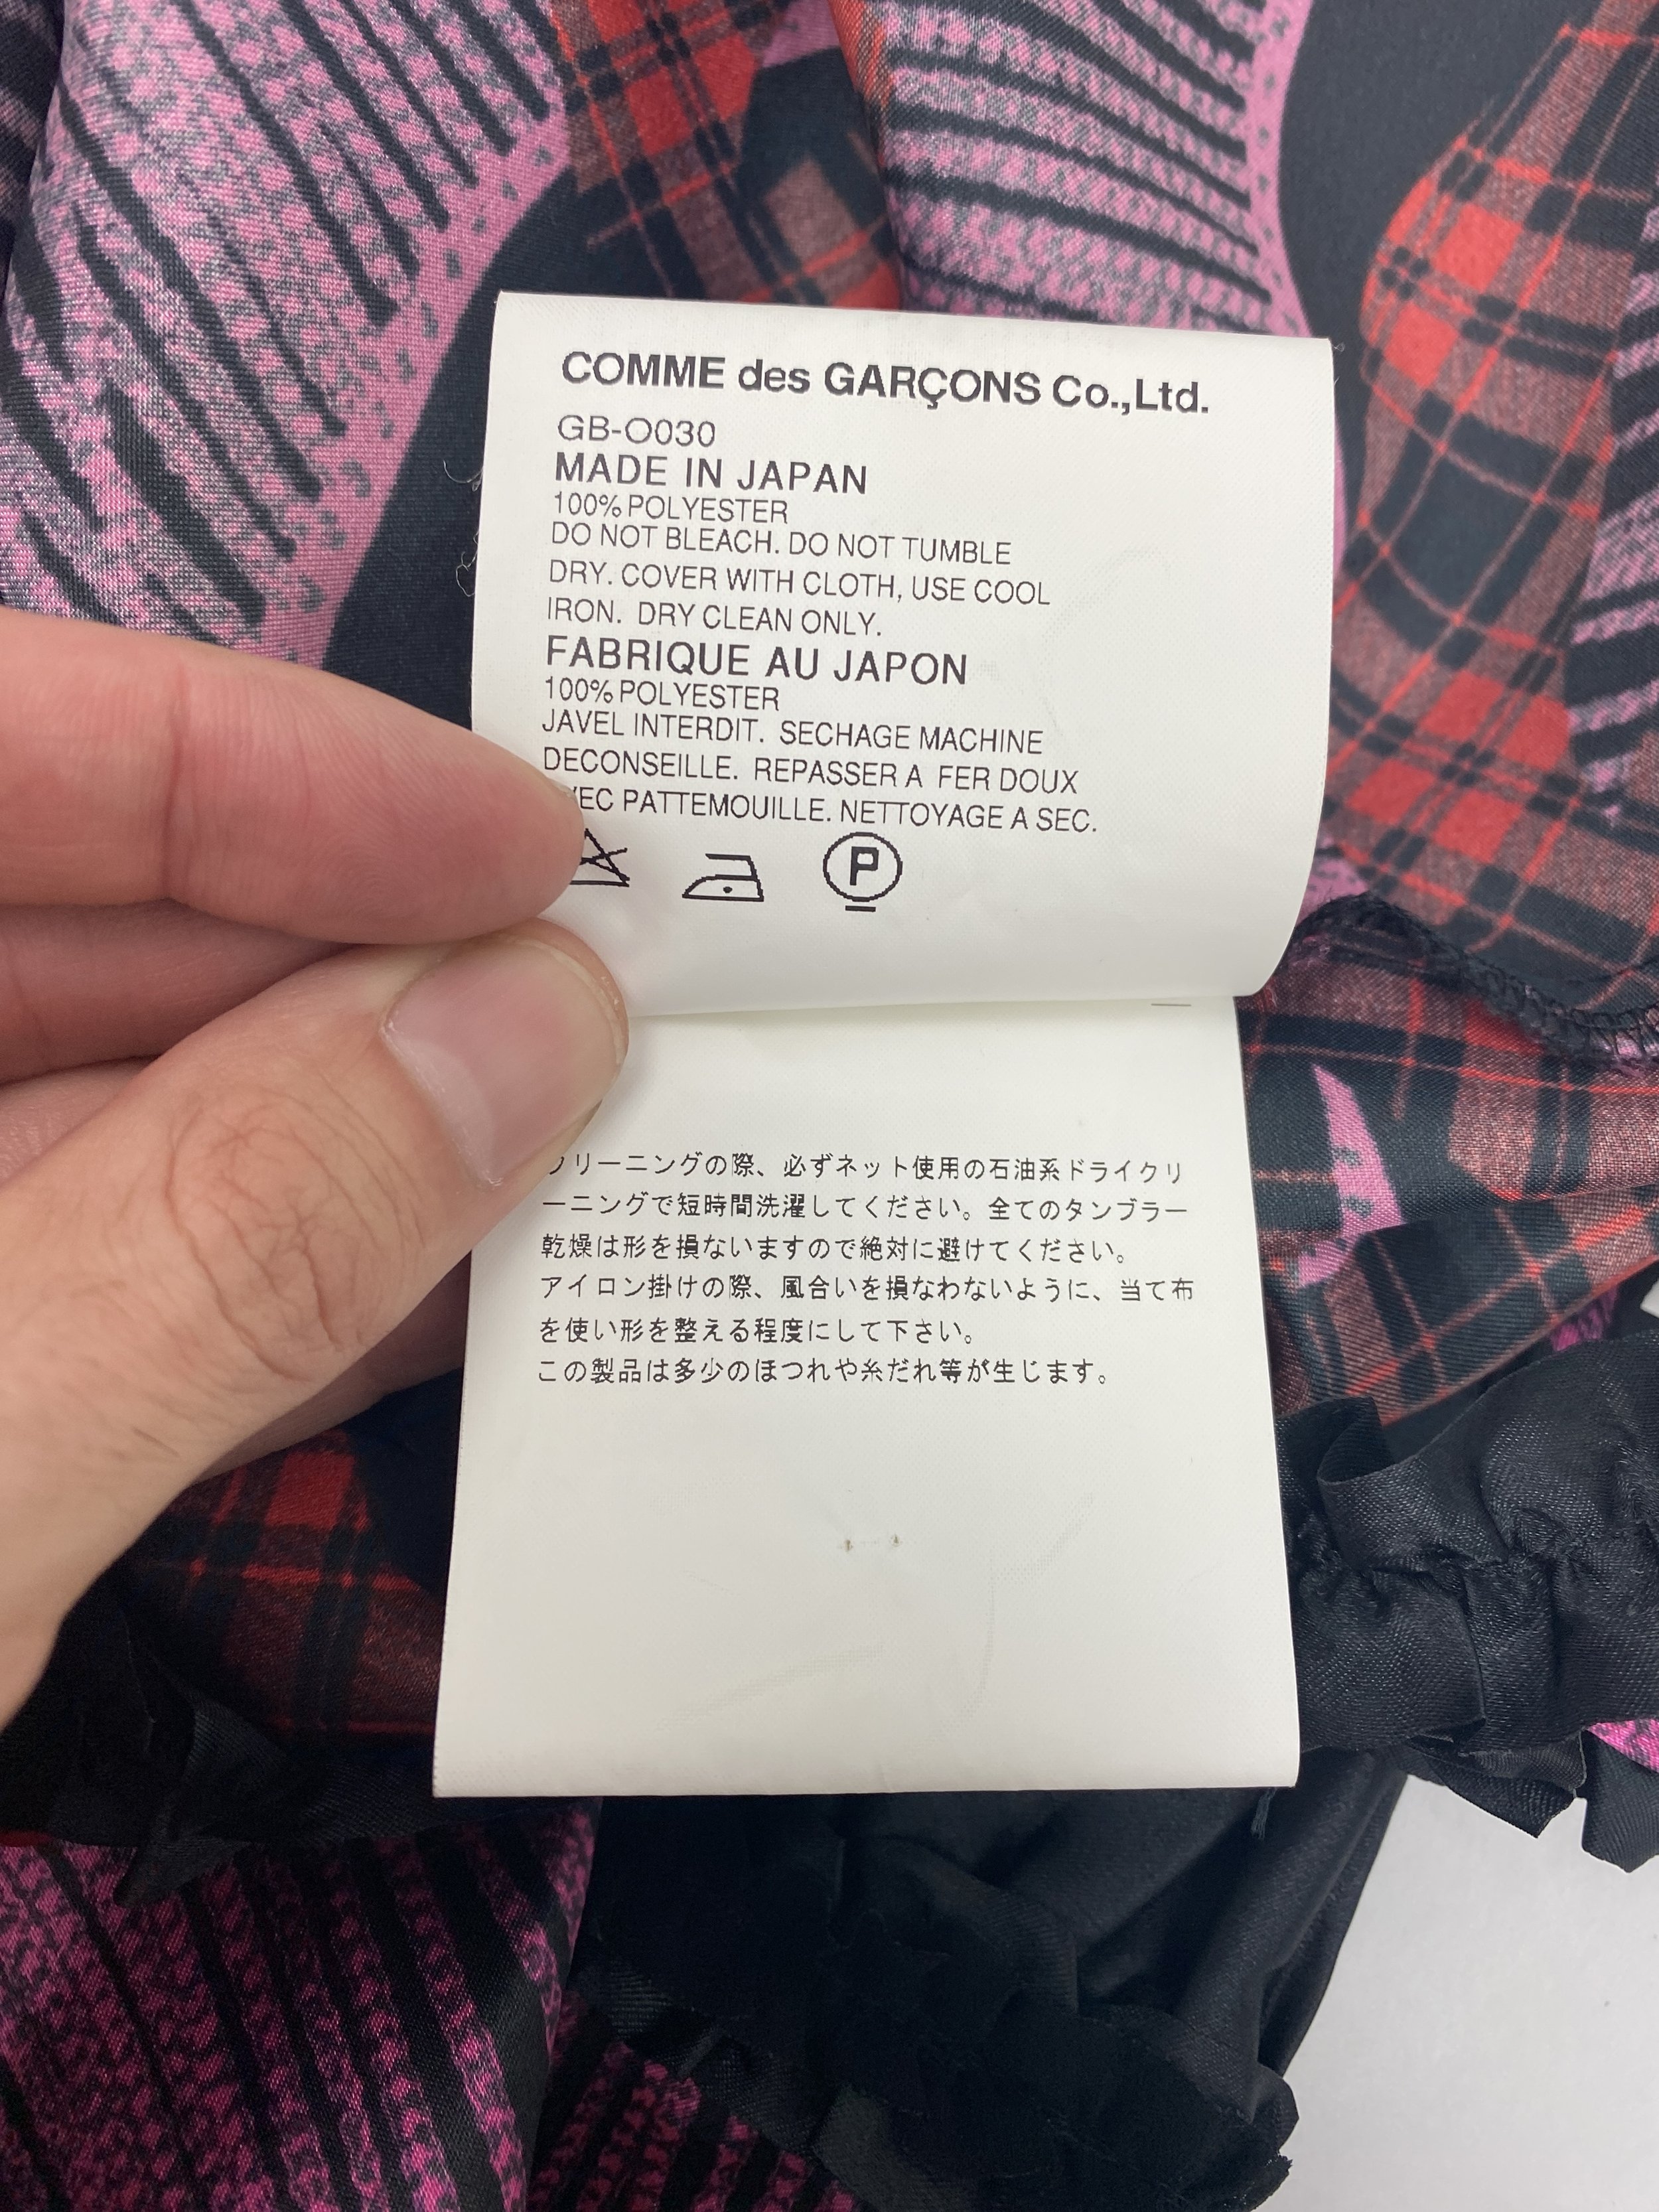 COMME des GARÇONS Co.,Ltd.
GB-O030
MADE IN JAPAN
100% POLYESTER
DO NOT BLEACH. DO NOT TUMBLE
DRY. COVER WITH CLOTH, USE COOL
IRON. DRY CLEAN ONLY.
FABRIQUE AU JAPON
100% POLYESTER
JAVEL INTERDIT. SECHAGE MACHINE
DECONSEILLE. REPASSER A FER DOUX
PATTEMOUILLE. NETTOYAGE A SEC.
P
リーニングの際、必ずネット使用の石油系ドライクリ
ーニングで短時間洗濯してください。全てのタンブラー
乾燥は形を損ないますので絶対に避けてください。
アイロン掛けの際、風合いを損なわないように、当て布
を使い形を整える程度にして下さい。
この製品は多少のほつれや糸だれ等が生じます。